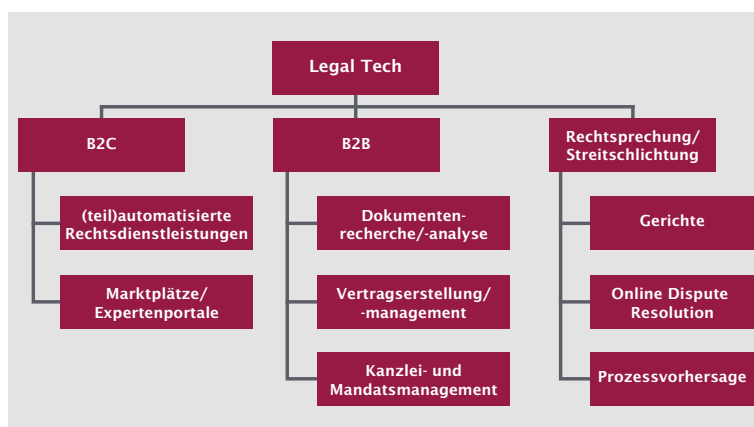 Legal Tech
B2C
(teil)automatisierte
Rechtsdienstleistungen
Marktplätze/
Expertenportale
B2B
Dokumenten-
recherche/-analyse
Vertragserstellung/
-management
Kanzlei- und
Mandatsmanagement
Rechtsprechung/
Streitschlichtung
Gerichte
Online Dispute
Resolution
Prozessvorhersage